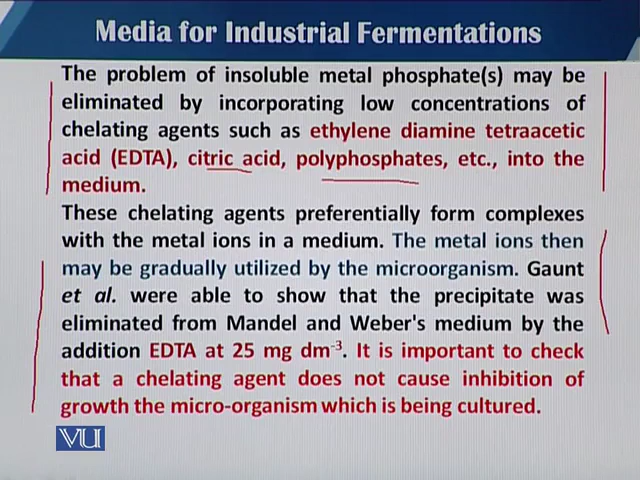 Media for Industrial Fermentations
The problem of insoluble metal phosphate(s) may be
eliminated by incorporating low concentrations of
chelating agents such as ethylene diamine tetraacetic
acid (EDTA), citric acid, polyphosphates, etc., into the
medium.
These chelating agents preferentially form complexes
with the metal ions in a medium. The metal ions then
may be gradually utilized by the microorganism. Gaunt
et al. were able to show that the precipitate was
eliminated from Mandel and Weber's medium by the
addition EDTA at 25 mg dm⁻³. It is important to check
that a chelating agent does not cause inhibition of
growth the micro-organism which is being cultured.
VU